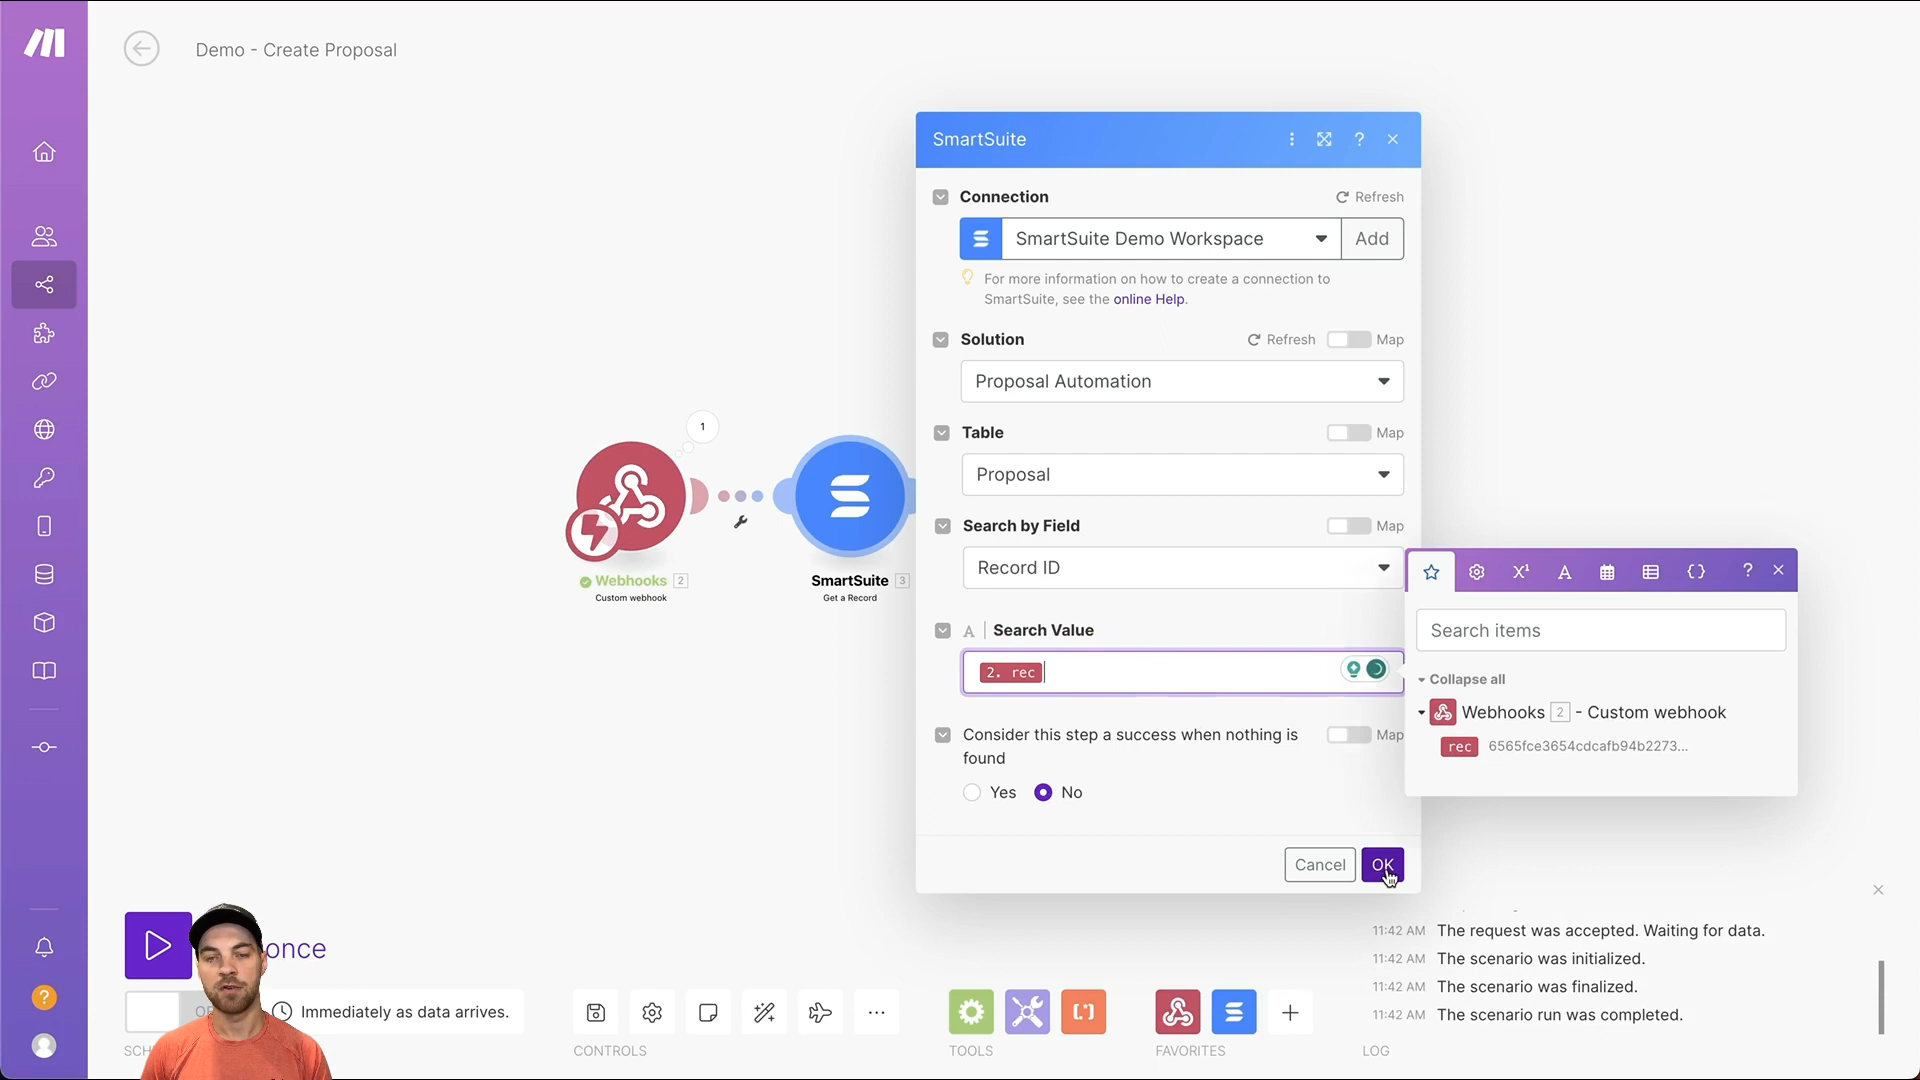 Demo - Create Proposal
SmartSuite
?
Connection
Refresh
SmartSuite Demo Workspace
Add
For more information on how to create a connection to
SmartSuite, see the online Help.
Solution
Refresh
Map
Proposal Automation
Table
Map
Proposal
Search by Field
Map
Record ID
A
Search Value
2. rec
Consider this step a success when nothing is
found
Map
Yes
No
Cancel
OK
1
Webhooks 2
Custom webhook
SmartSuite 3
Get a Record
X¹
A
{}
?
Search items
Collapse all
Webhooks 2 - Custom webhook
rec 6565fce3654cdcafb94b2273...
once
Immediately as data arrives.
CONTROLS
TOOLS
FAVORITES
LOG
11:42 AM The request was accepted. Waiting for data.
11:42 AM The scenario was initialized.
11:42 AM The scenario was finalized.
11:42 AM The scenario run was completed.
?